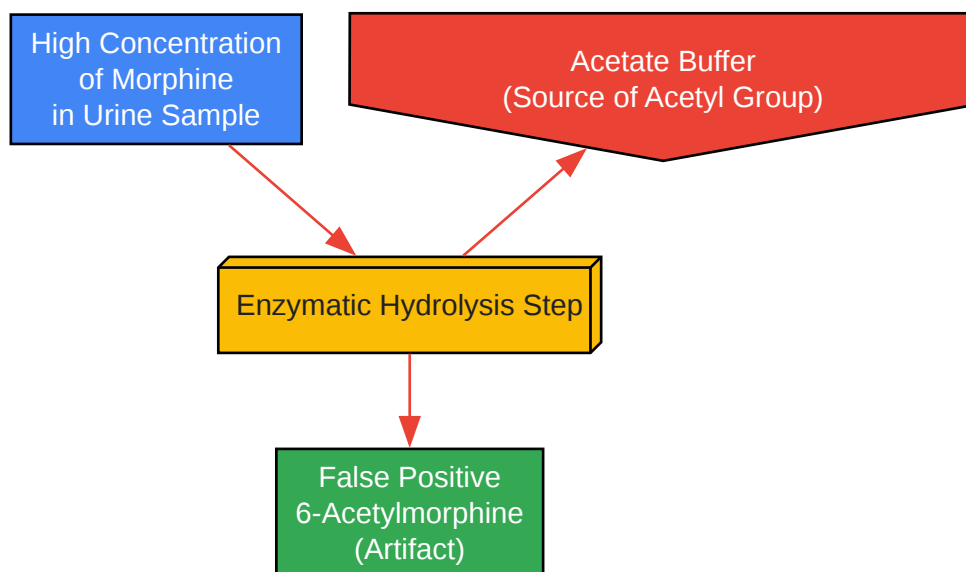 High Concentration
of Morphine
in Urine Sample
Acetate Buffer
(Source of Acetyl Group)
Enzymatic Hydrolysis Step
False Positive
6-Acetylmorphine
(Artifact)